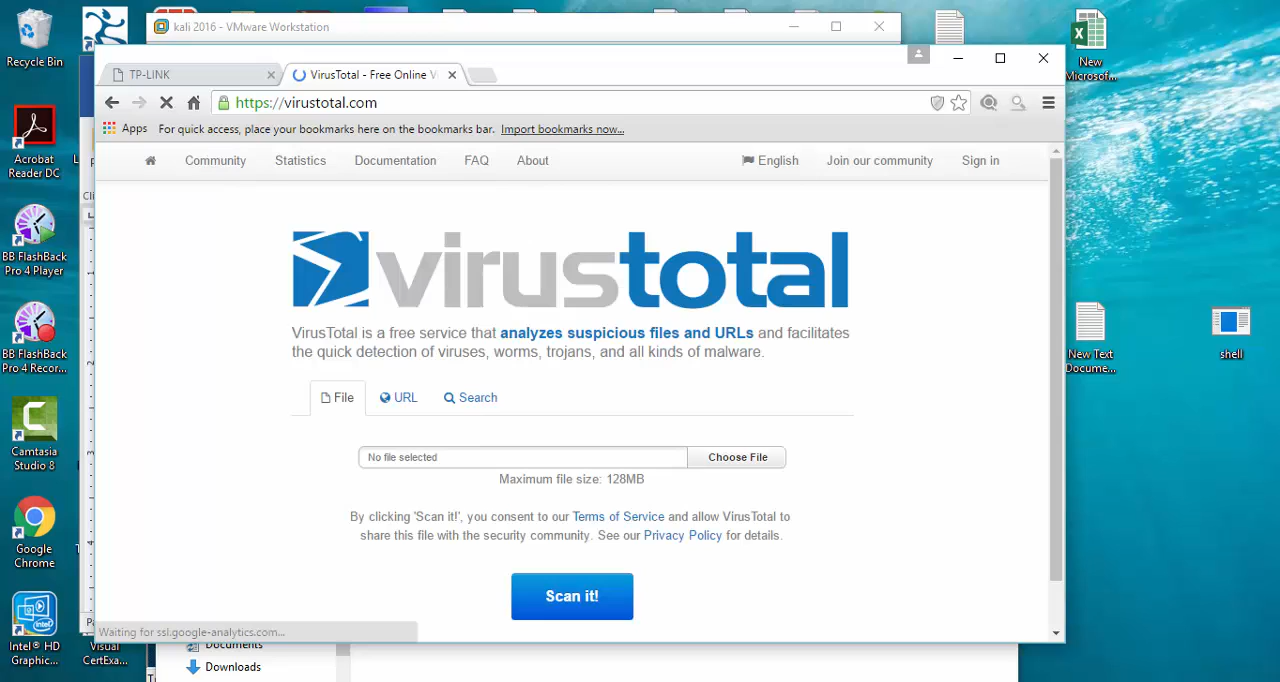 kali 2016 - VMware Workstation
TP-LINK
VirusTotal - Free Online V
https://virustotal.com
Apps For quick access, place your bookmarks here on the bookmarks bar. Import bookmarks now...
Community Statistics Documentation FAQ About English Join our community Sign in
virustotal
VirusTotal is a free service that analyzes suspicious files and URLs and facilitates
the quick detection of viruses, worms, trojans, and all kinds of malware.
File URL Search
No file selected Choose File
Maximum file size: 128MB
By clicking 'Scan it!', you consent to our Terms of Service and allow VirusTotal to
share this file with the security community. See our Privacy Policy for details.
Scan it!
Waiting for ssl.google-analytics.com...
Documents
Downloads
Recycle Bin
Acrobat
Reader DC
BB FlashBack
Pro 4 Player
BB FlashBack
Pro 4 Recor...
Camtasia
Studio 8
Google
Chrome
Intel® HD
Graphic...
Visual
CertExa...
New
Microsof...
New Text
Docume...
shell